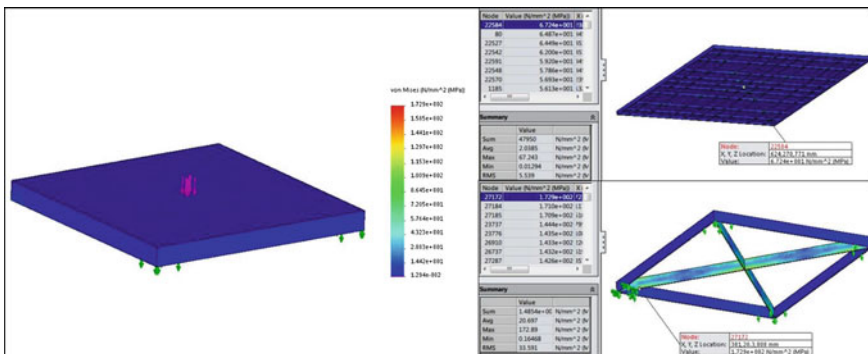 von Mises (N/mm^2 (MPa))
1.729e+002
1.585e+002
1.441e+002
1.297e+002
1.153e+002
1.009e+002
8.645e+001
7.205e+001
5.764e+001
4.323e+001
2.883e+001
1.442e+001
1.294e-002
Node Value (N/mm^2 (MPa)) X
22584 6.724e+001
80 6.487e+001
22527 6.449e+001
22542 6.200e+001
22591 5.920e+001
22548 5.786e+001
22570 5.693e+001
1185 5.613e+001
Summary
Value
Sum 47950 N/mm^2 (M
Avg 2.0385 N/mm^2 (M
Max 67.243 N/mm^2 (M
Min 0.01294 N/mm^2 (M
RMS 5.539 N/mm^2 (M
Node: 22584
X, Y, Z Location:
Value: 6.724e+001 N/mm^2 (MPa)
Node Value (N/mm^2 (MPa)) X
27172 1.729e+002
27184 1.710e+002
27185 1.709e+002
23737 1.444e+002
23776 1.435e+002
26910 1.433e+002
26737 1.432e+002
27287 1.426e+002
Summary
Value
Sum 1.4854e+00 N/mm^2 (M
Avg 20.697 N/mm^2 (M
Max 172.89 N/mm^2 (M
Min 0.16468 N/mm^2 (M
RMS 33.591 N/mm^2 (M
Node: 27172
X, Y, Z Location:
Value: 1.729e+002 N/mm^2 (MPa)